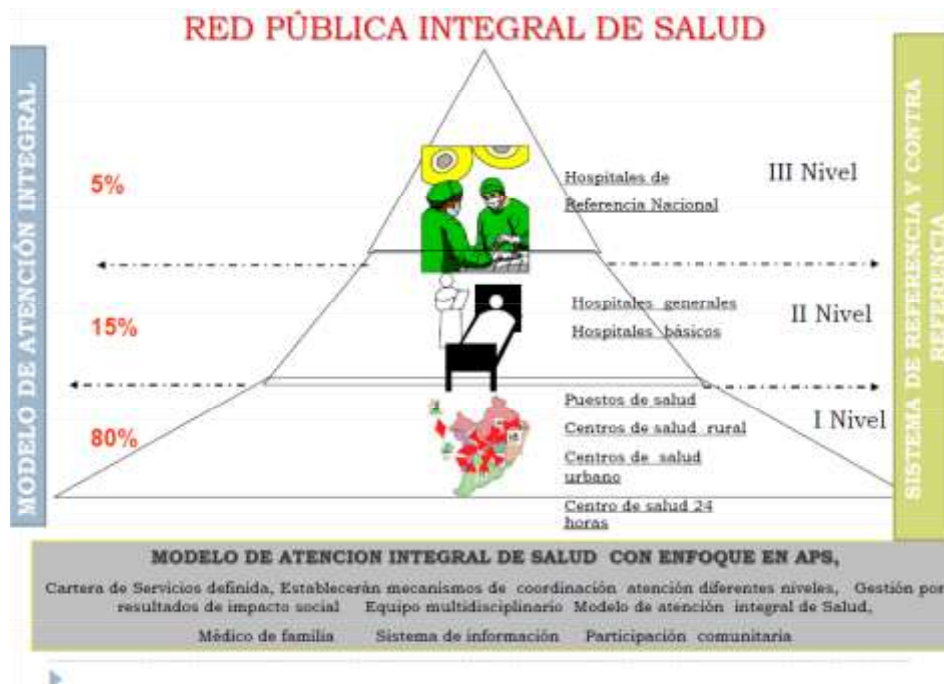 RED PÚBLICA INTEGRAL DE SALUD
MODELO DE ATENCIÓN INTEGRAL
5%
Hospitales de
Referencia Nacional
III Nivel
15%
Hospitales generales
Hospitales básicos
II Nivel
80%
Puestos de salud
Centros de salud rural
Centros de salud
urbano
Centro de salud 24
horas
I Nivel
SISTEMA DE REFERENCIA Y CONTRA
REFERENCIA
MODELO DE ATENCION INTEGRAL DE SALUD CON ENFOQUE EN APS,
Cartera de Servicios definida, Establecerán mecanismos de coordinación atención diferentes niveles, Gestión por
resultados de impacto social Equipo multidisciplinario Modelo de atención integral de Salud,
Médico de familia Sistema de información Participación comunitaria